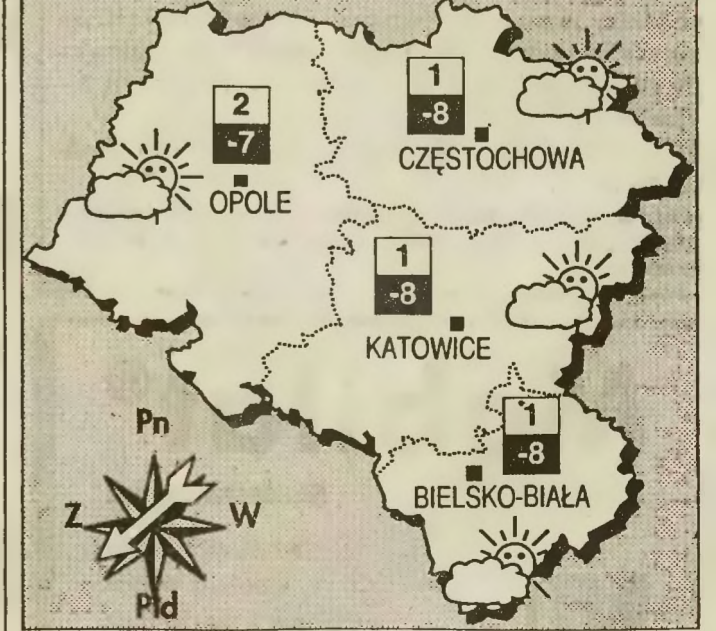 1
-8
CZĘSTOCHOWA
2
-7
OPOLE
1
-8
KATOWICE
1
-8
BIELSKO-BIAŁA
Pn
Z W
Płd